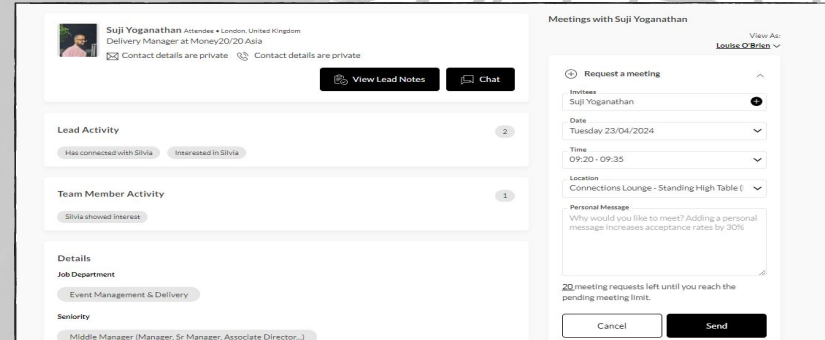 Suji Yoganathan Attendee • London, United Kingdom
Delivery Manager at Money20/20 Asia
Contact details are private Contact details are private
View Lead Notes Chat
Lead Activity 2
Has connected with Silvia Interested in Silvia
Team Member Activity 1
Silvia showed interest
Details
Job Department
Event Management & Delivery
Seniority
Middle Manager (Manager, Sr Manager, Associate Director...)
Meetings with Suji Yoganathan
View As:
Louise O'Brien
Request a meeting
Invitees
Suji Yoganathan
Date
Tuesday 23/04/2024
Time
09:20 - 09:35
Location
Connections Lounge - Standing High Table (
Personal Message
Why would you like to meet? Adding a personal
message increases acceptance rates by 30%
20 meeting requests left until you reach the
pending meeting limit.
Cancel Send